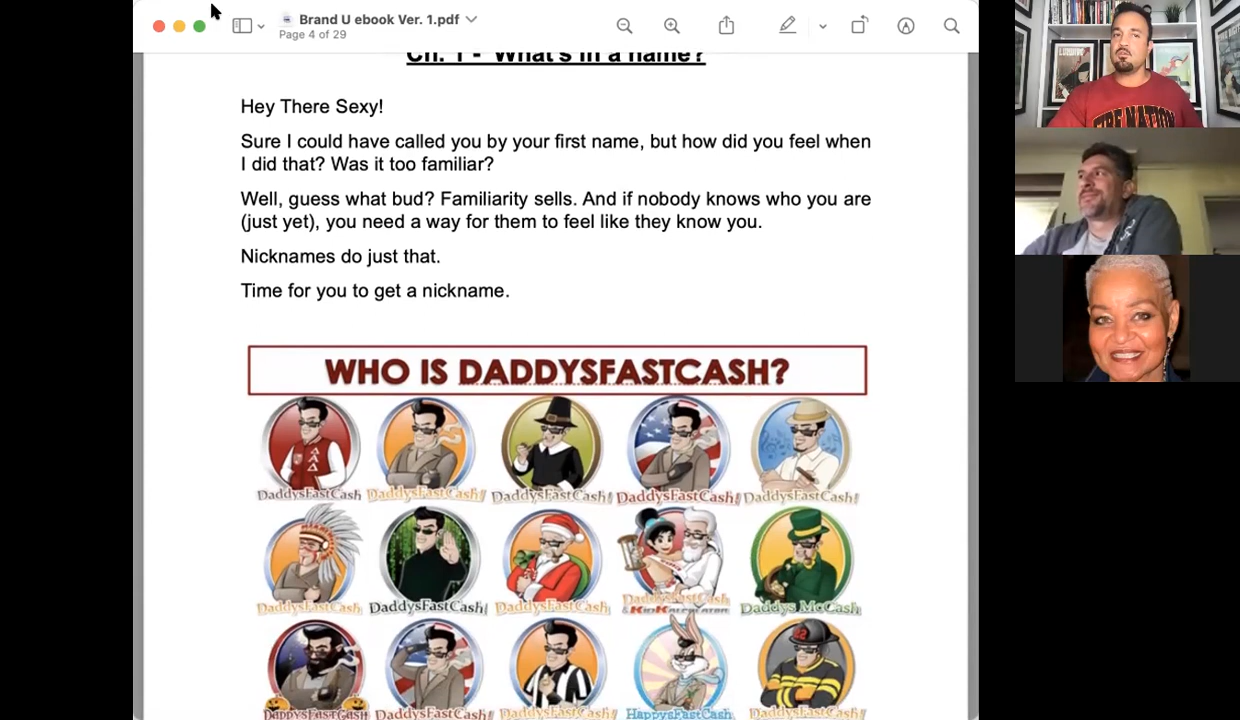 Brand U ebook Ver. 1.pdf
Page 4 of 29
Ch. 1 - What's in a name?
Hey There Sexy!
Sure I could have called you by your first name, but how did you feel when
I did that? Was it too familiar?
Well, guess what bud? Familiarity sells. And if nobody knows who you are
(just yet), you need a way for them to feel like they know you.
Nicknames do just that.
Time for you to get a nickname.
WHO IS DADDYSFASTCASH?
DaddysFastCash DaddysFastCash! DaddysFastCash! DaddysFastCash! DaddysFastCash!
DaddysFastCash DaddysFastCash! DaddysFastCash DaddysFastCash Daddys McCash
& KidKalculator
DaddysFastCash DaddysFastCash! DaddysFastCash! HappysFastCash DaddysFastCash!